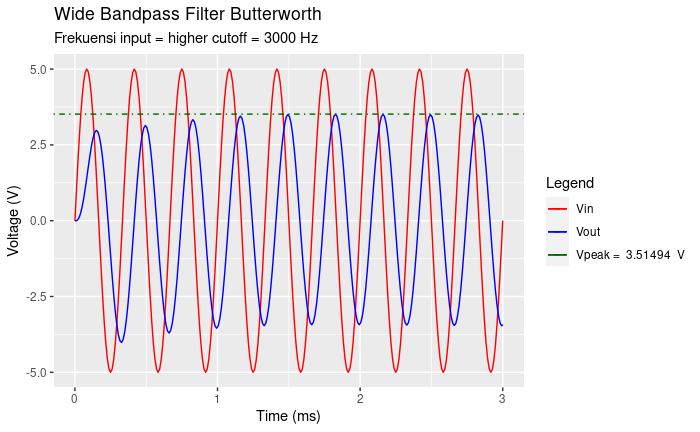 Wide Bandpass Filter Butterworth
Frekuensi input = higher cutoff = 3000 Hz
Voltage (V)
5.0
2.5
0.0
-2.5
-5.0
0
1
2
3
Time (ms)
Legend
Vin
Vout
Vpeak = 3.51494 V